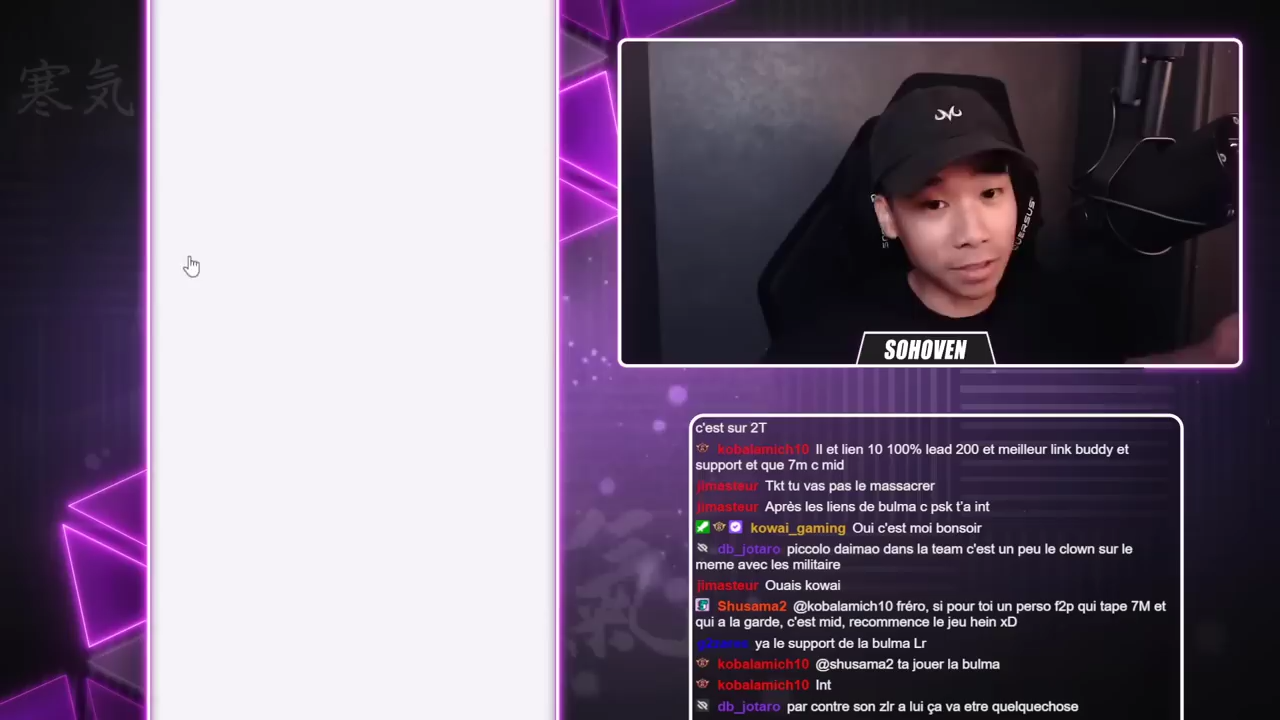 寒気
OVERSUS
SOHOVEN
c'est sur 2T
kobalamich10 Il et lien 10 100% lead 200 et meilleur link buddy et
support et que 7m c mid
jimasteur Tkt tu vas pas le massacrer
jimasteur Après les liens de bulma c psk t'a int
kowai_gaming Oui c'est moi bonsoir
db_jotaro piccolo daimao dans la team c'est un peu le clown sur le
meme avec les militaire
jimasteur Ouais kowai
Shusama2 @kobalamich10 fréro, si pour toi un perso f2p qui tape 7M et
qui a la garde, c'est mid, recommence le jeu hein xD
ya le support de la bulma Lr
kobalamich10 @shusama2 ta jouer la bulma
kobalamich10 Int
db_jotaro par contre son zlr a lui ça va etre quelquechose